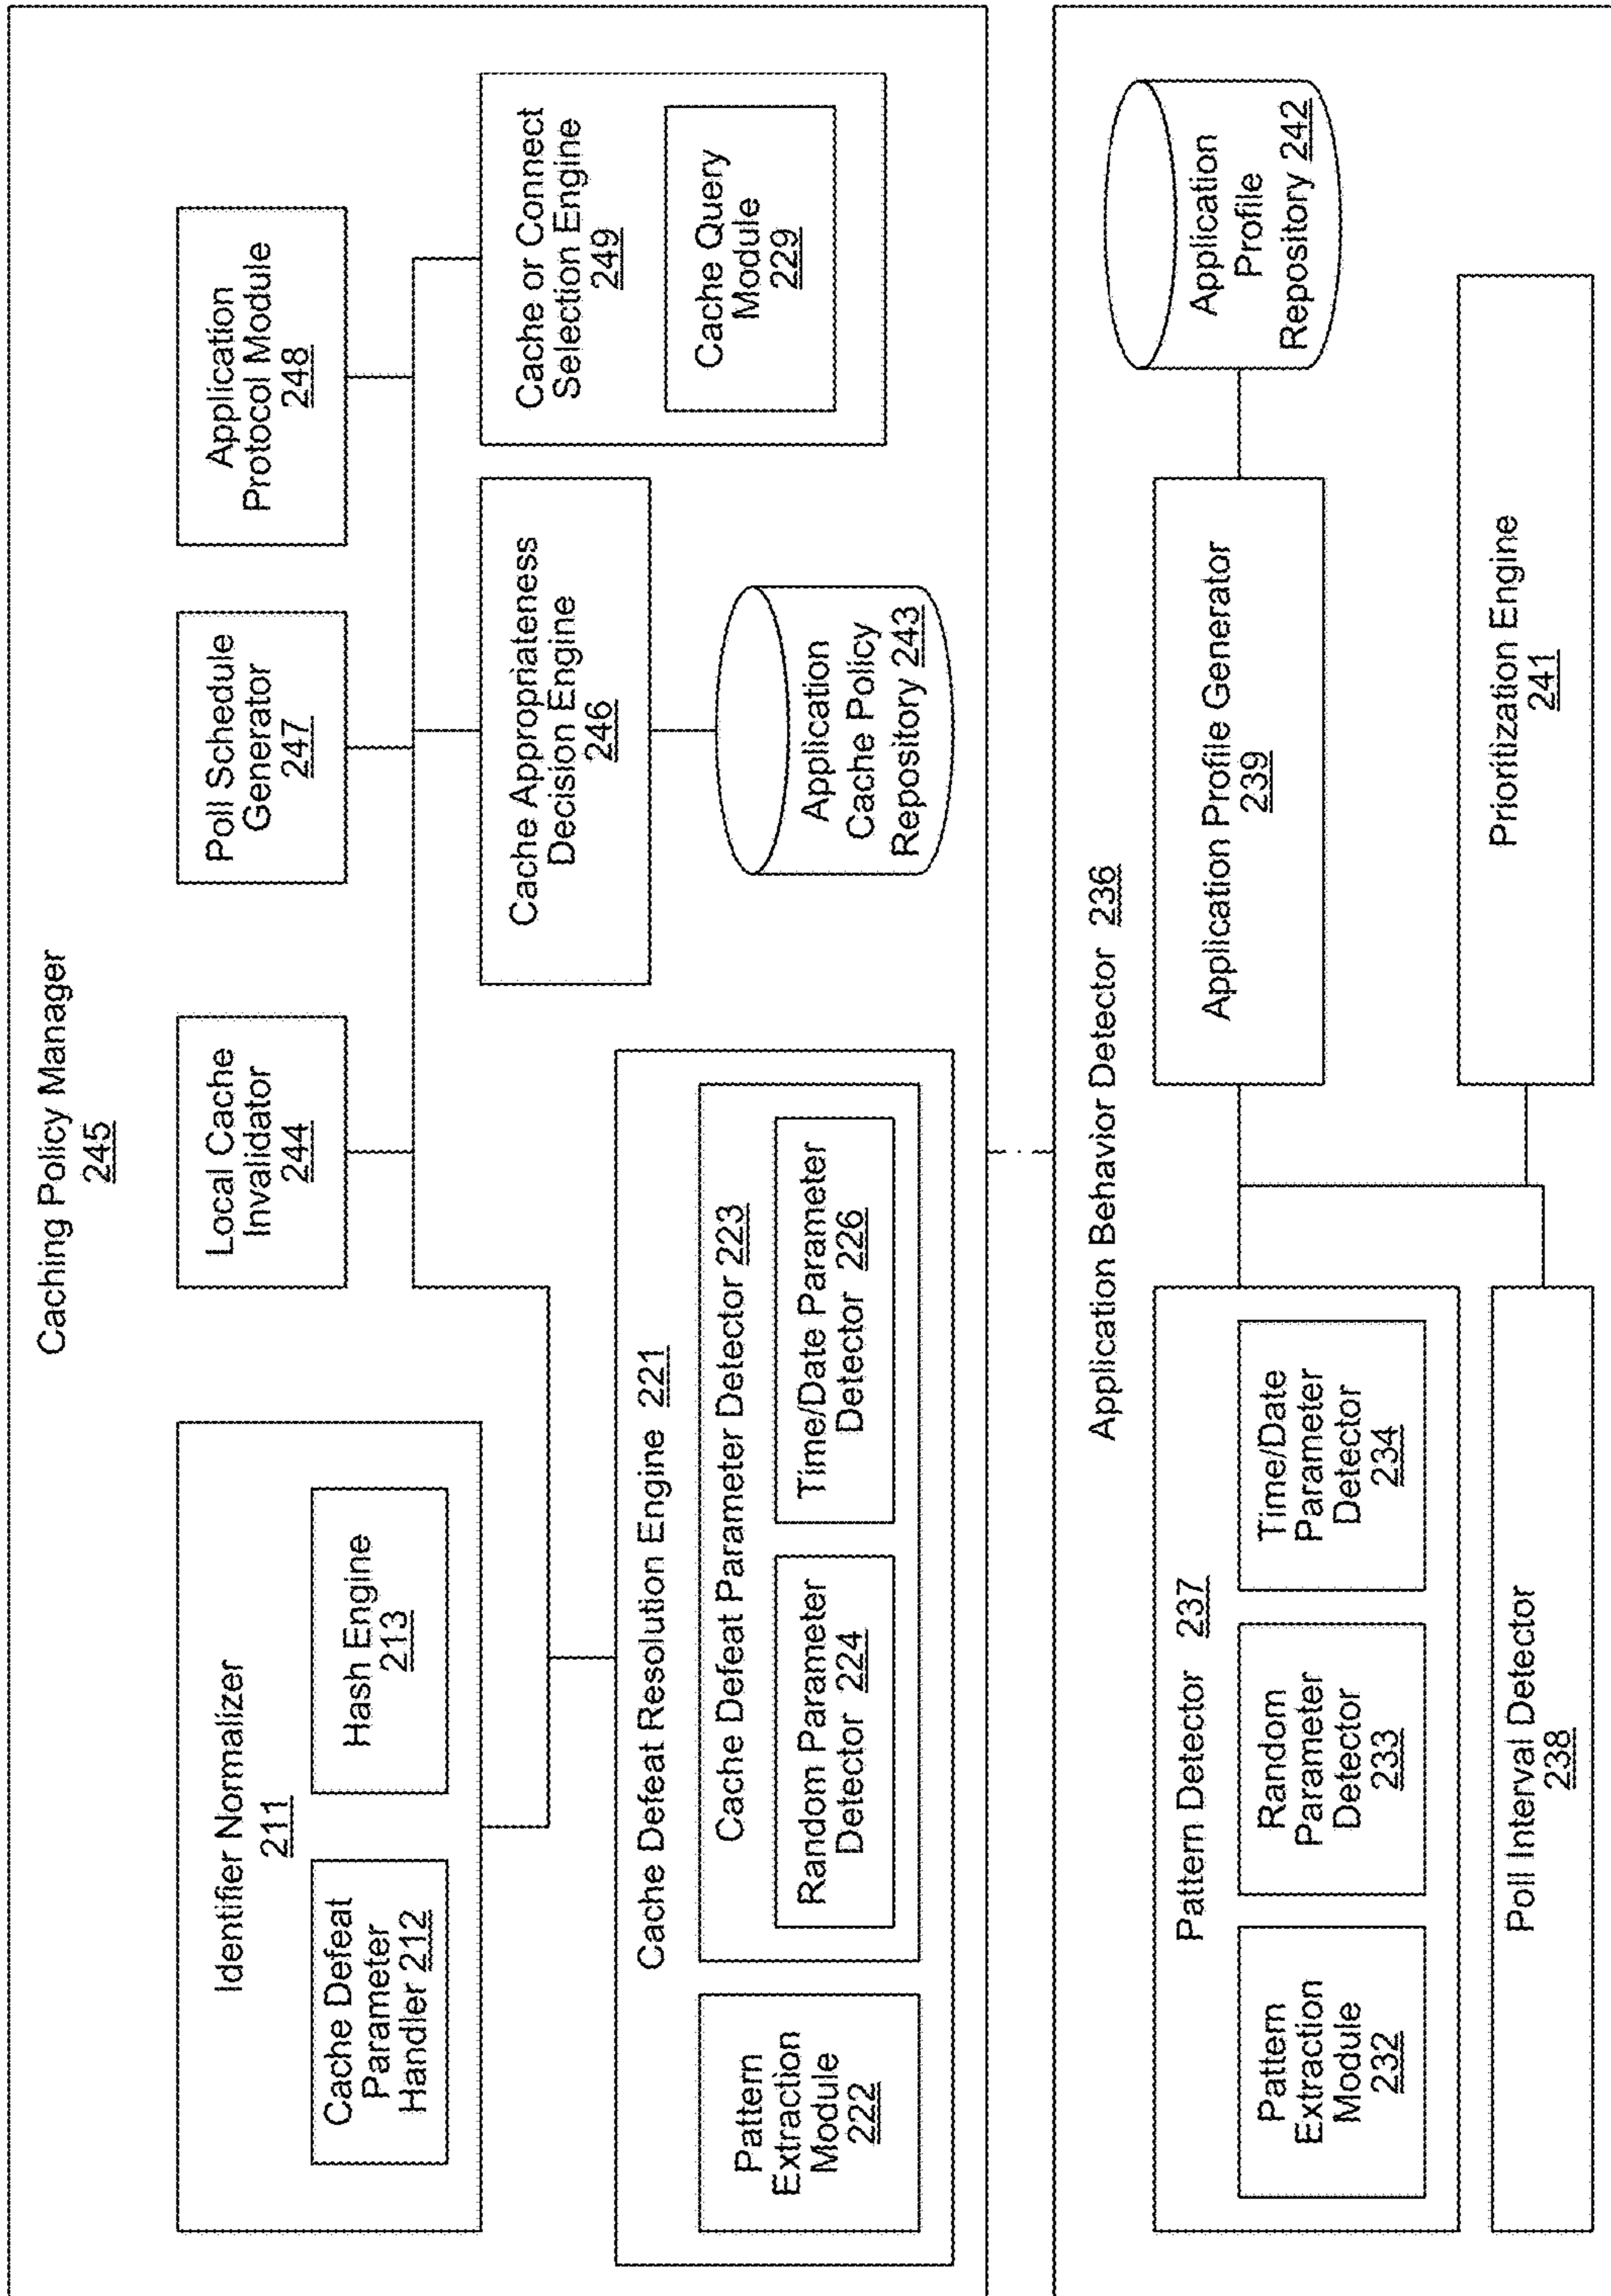 Caching Policy Manager
245
Identifier Normalizer
211
Cache Defeat
Parameter
Handler 212
Hash Engine
213
Local Cache
Invalidator
244
Poll Schedule
Generator
247
Application
Protocol Module
248
Cache Defeat Resolution Engine 221
Pattern
Extraction
Module
222
Cache Defeat Parameter Detector 223
Random Parameter
Detector 224
Time/Date Parameter
Detector 226
Cache Appropriateness
Decision Engine
246
Application
Cache Policy
Repository 243
Cache or Connect
Selection Engine
249
Cache Query
Module
229
Application Behavior Detector 236
Pattern Detector 237
Pattern
Extraction
Module
232
Random
Parameter
Detector
233
Time/Date
Parameter
Detector
234
Poll Interval Detector
238
Application Profile Generator
239
Application
Profile
Repository 242
Prioritization Engine
241